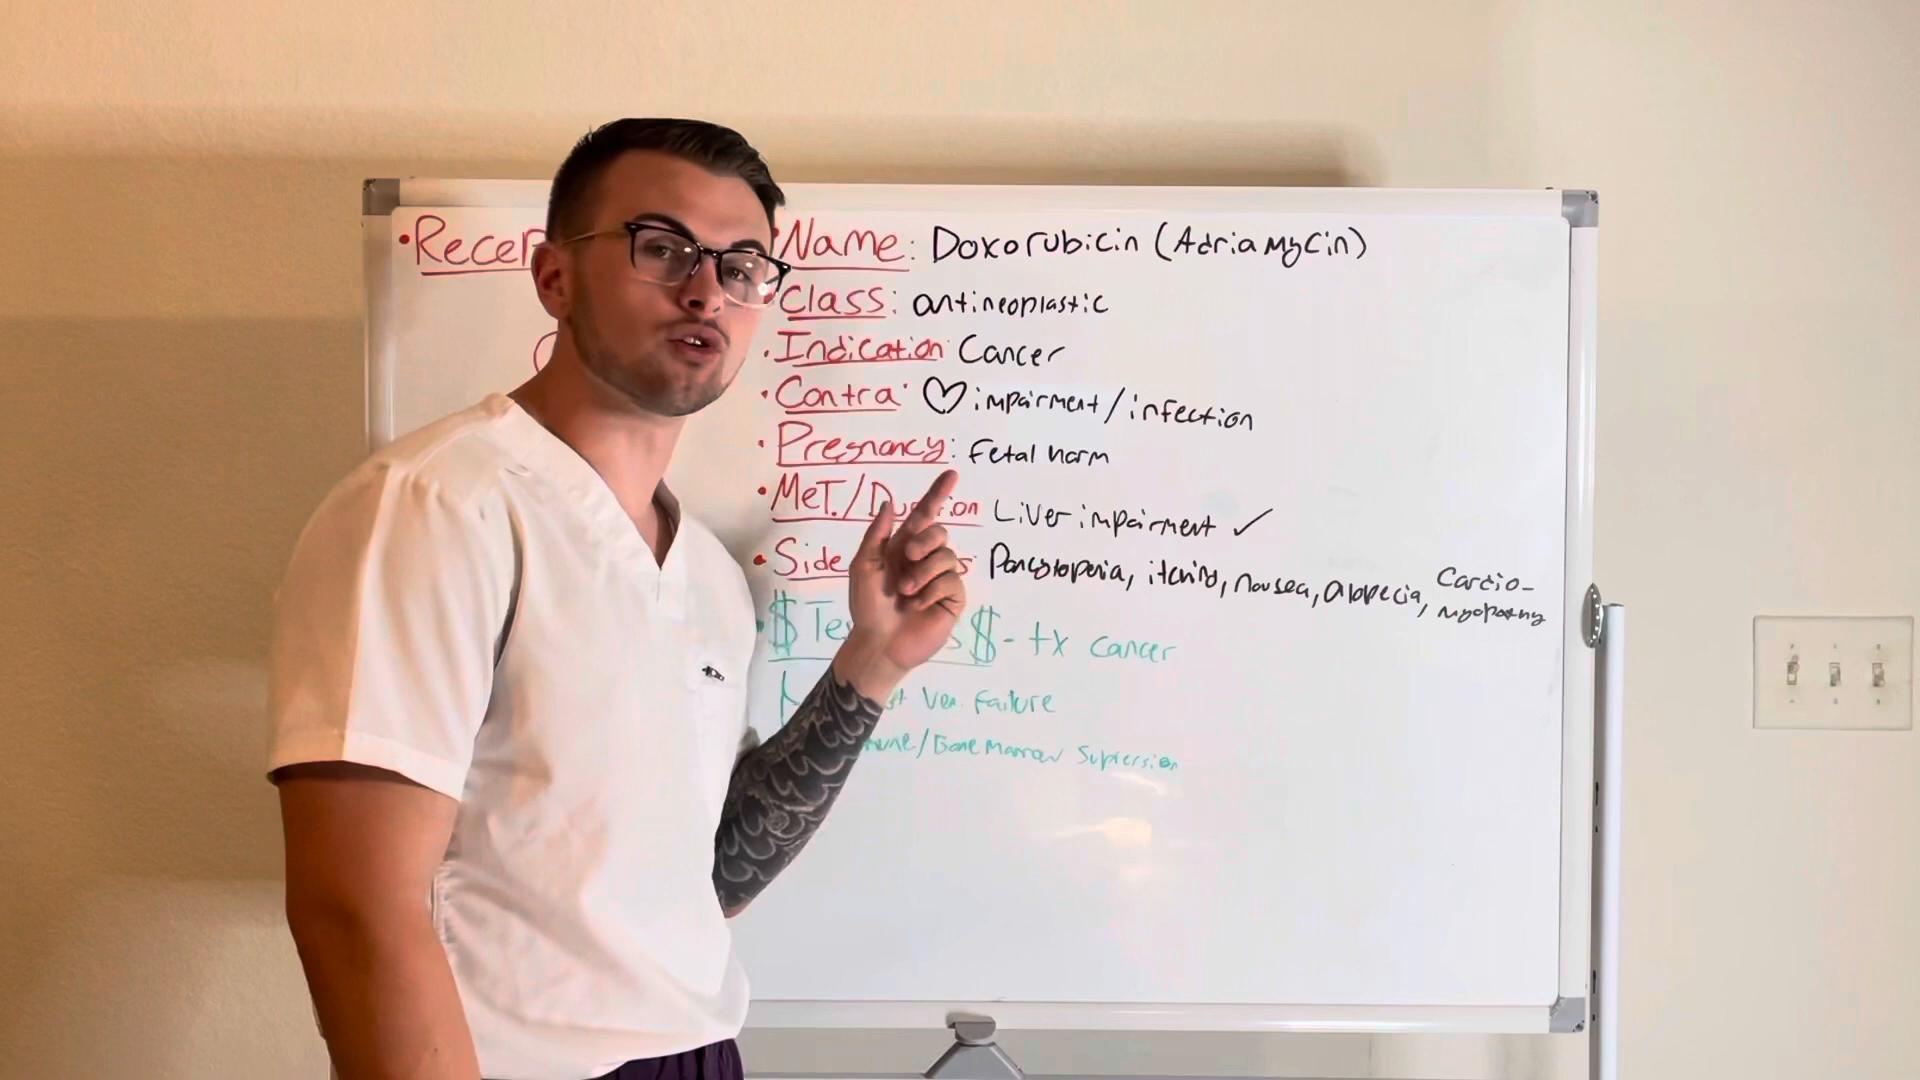 •Recep
•Name: Doxorubicin (Adriamycin)
•Class: antineoplastic
•Indication: Cancer
•Contra: ♡ impairment/infection
•Pregnancy: Fetal harm
•Met./Duration Liver impairment ✓
•Side s: Pancytopenia, itching, nausea, alopecia, Cardio-
myopathy
•$ Te s $ - tx cancer
Ven. Failure
/Bone Marrow Supression